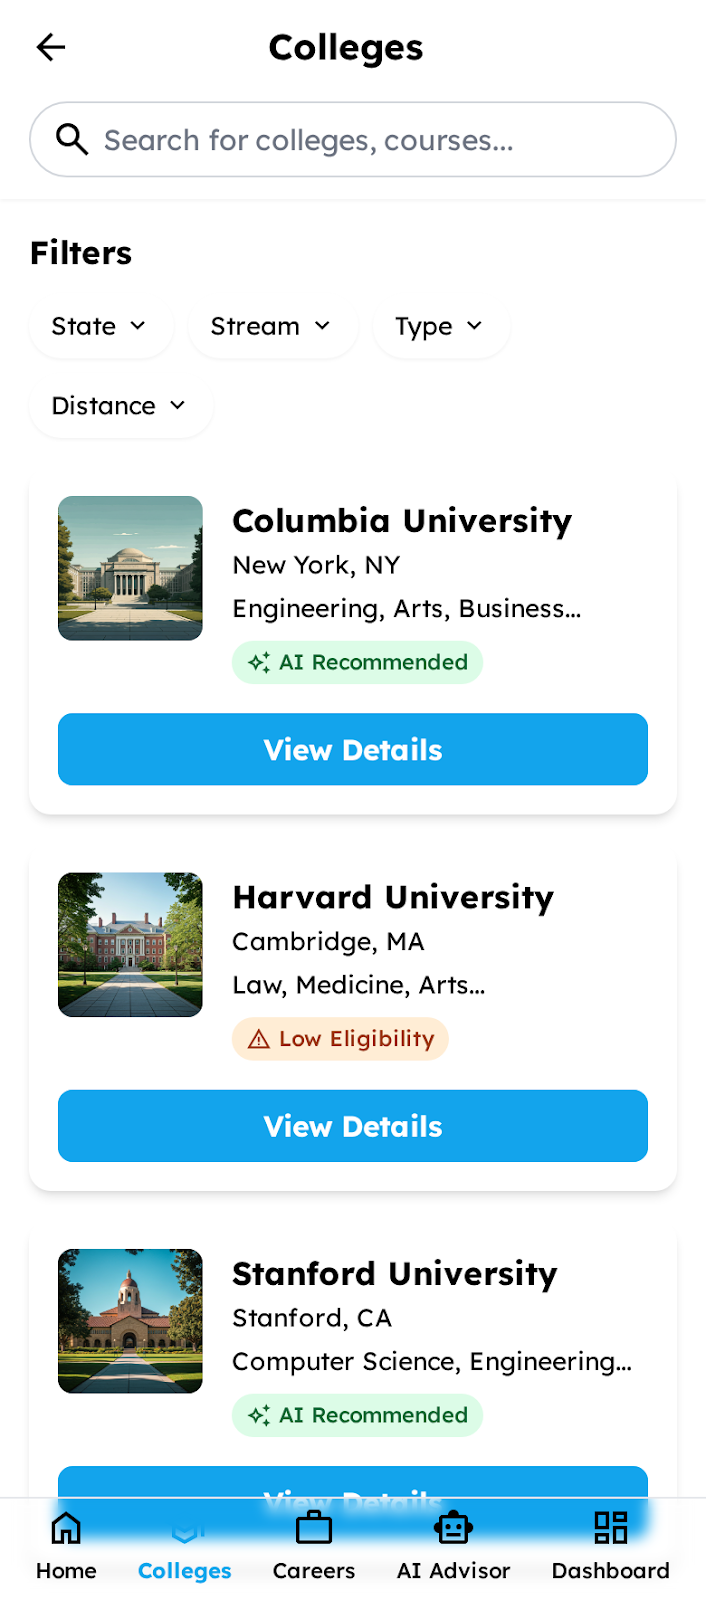 Colleges
Search for colleges, courses...
Filters
State
Stream
Type
Distance
Columbia University
New York, NY
Engineering, Arts, Business...
AI Recommended
View Details
Harvard University
Cambridge, MA
Law, Medicine, Arts...
Low Eligibility
View Details
Stanford University
Stanford, CA
Computer Science, Engineering...
AI Recommended
View Details
Home
Colleges
Careers
AI Advisor
Dashboard